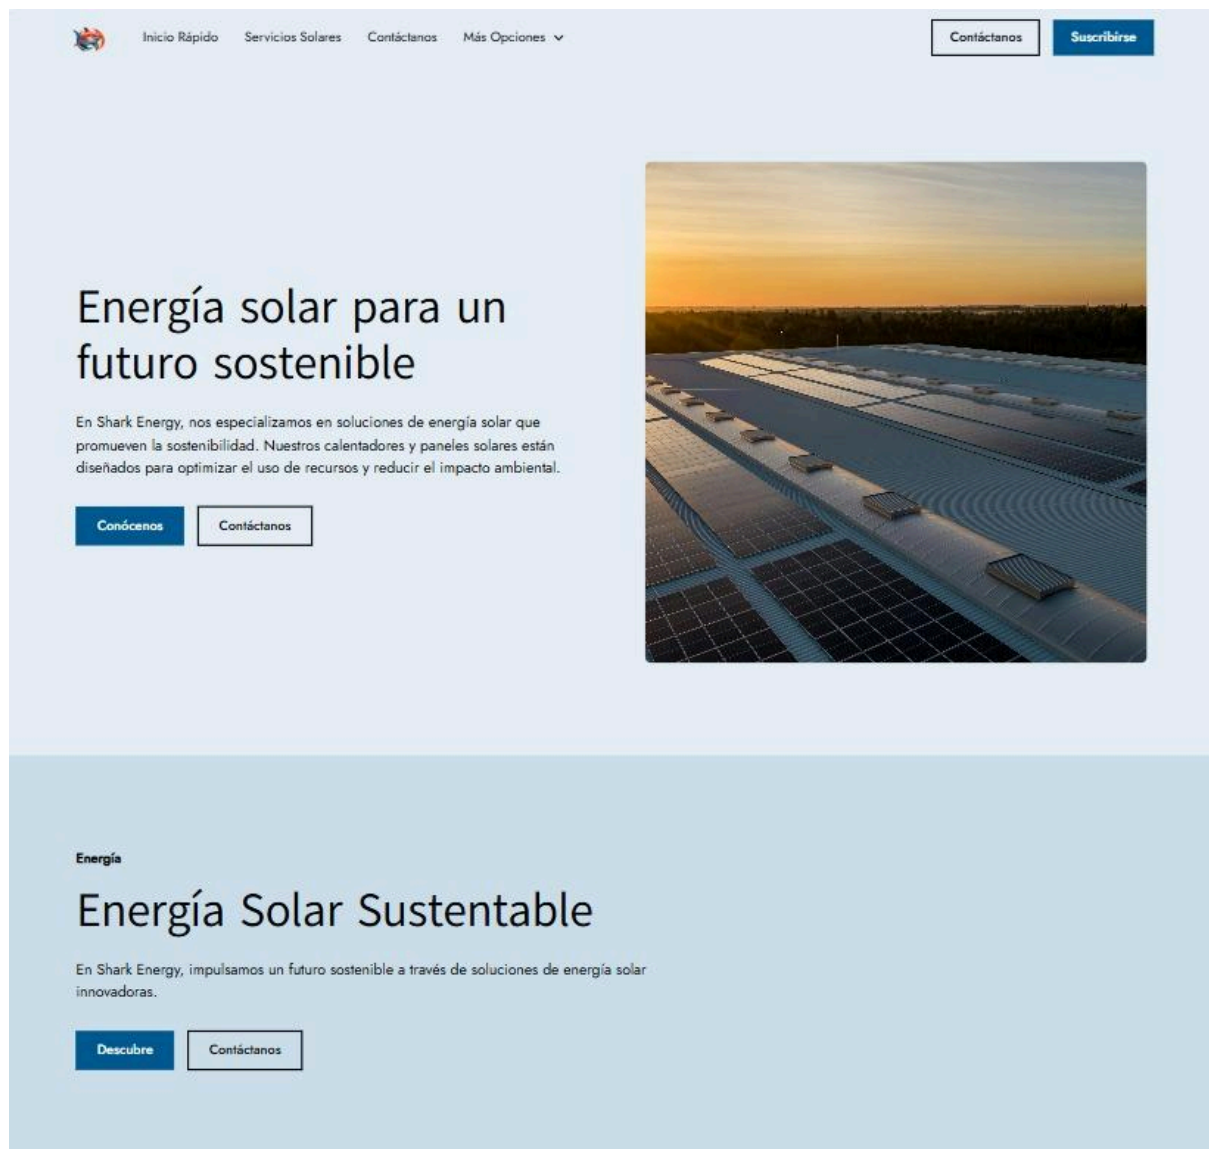 Inicio Rápido
Servicios Solares
Contáctanos
Más Opciones
Contáctanos
Suscribirse
Energía solar para un
futuro sostenible
En Shark Energy, nos especializamos en soluciones de energía solar que
promueven la sostenibilidad. Nuestros calentadores y paneles solares están
diseñados para optimizar el uso de recursos y reducir el impacto ambiental.
Conócenos
Contáctanos
Energía
Energía Solar Sustentable
En Shark Energy, impulsamos un futuro sostenible a través de soluciones de energía solar
innovadoras.
Descubre
Contáctanos